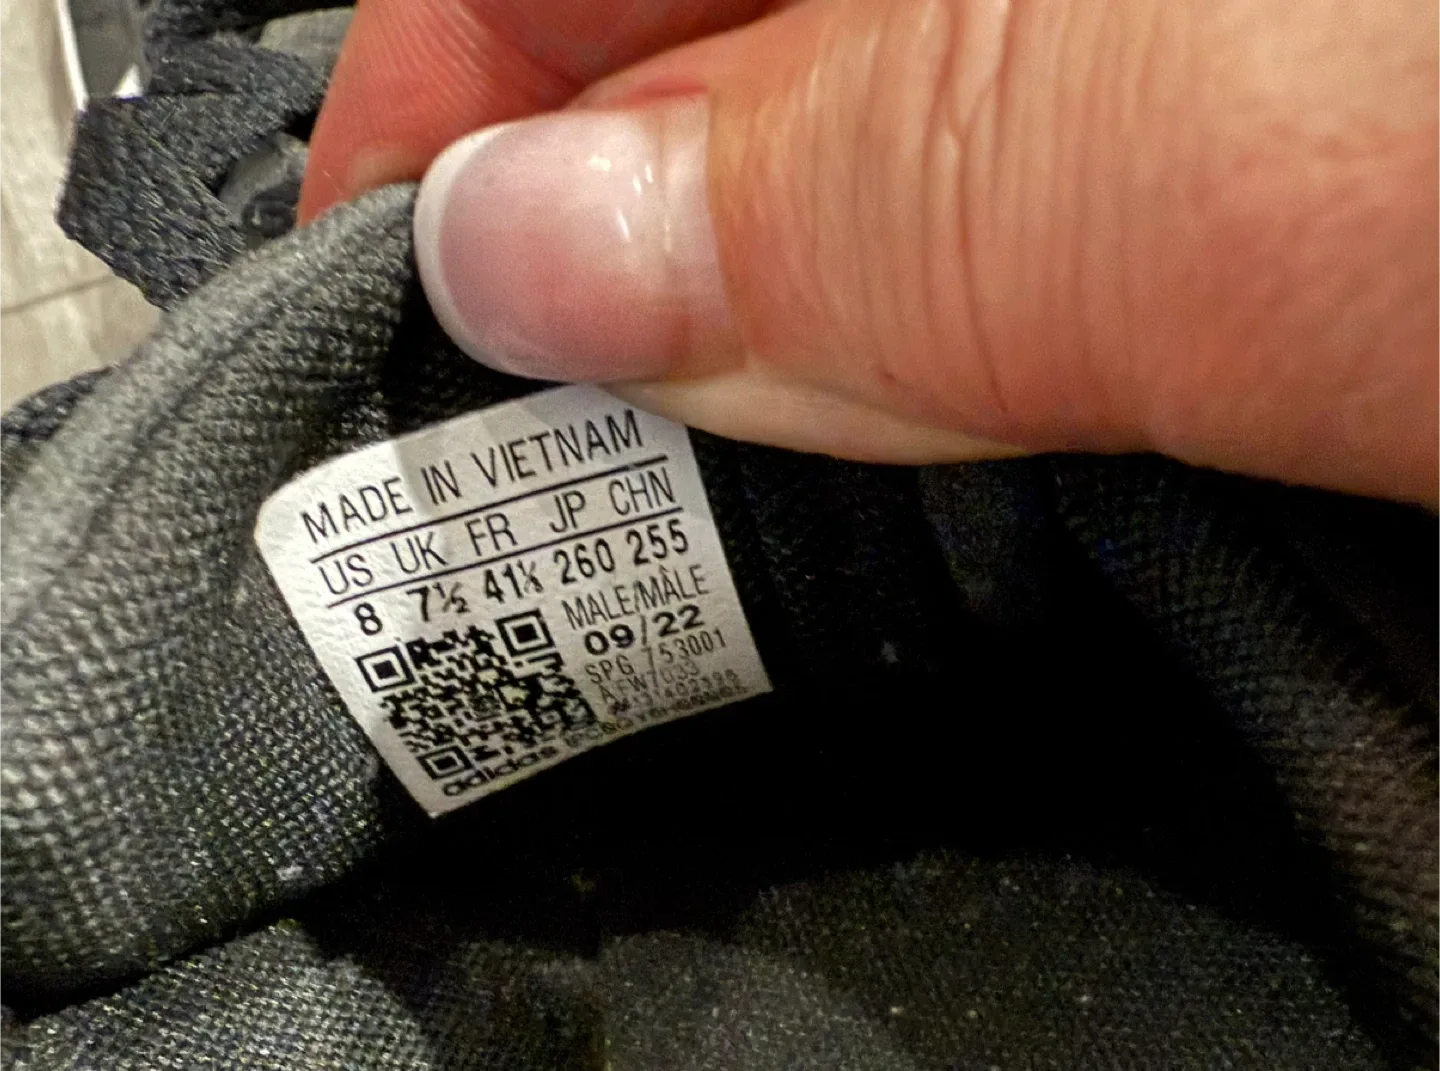 MADE IN VIETNAM
US UK FR JP CHN
8 7½ 41⅓ 260 255
MALE/MÂLE
09/22
SPG 753001
adidas